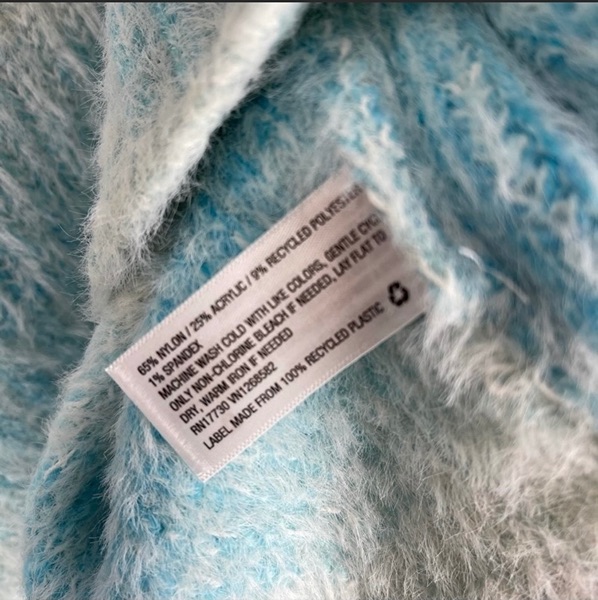 65% NYLON / 25% ACRYLIC / 9% RECYCLED POLYESTER
1% SPANDEX
MACHINE WASH COLD WITH LIKE COLORS, GENTLE CYC
ONLY NON-CHLORINE BLEACH IF NEEDED, LAY FLAT TO
DRY, WARM IRON IF NEEDED
RN17730 VN1268582
LABEL MADE FROM 100% RECYCLED PLASTIC